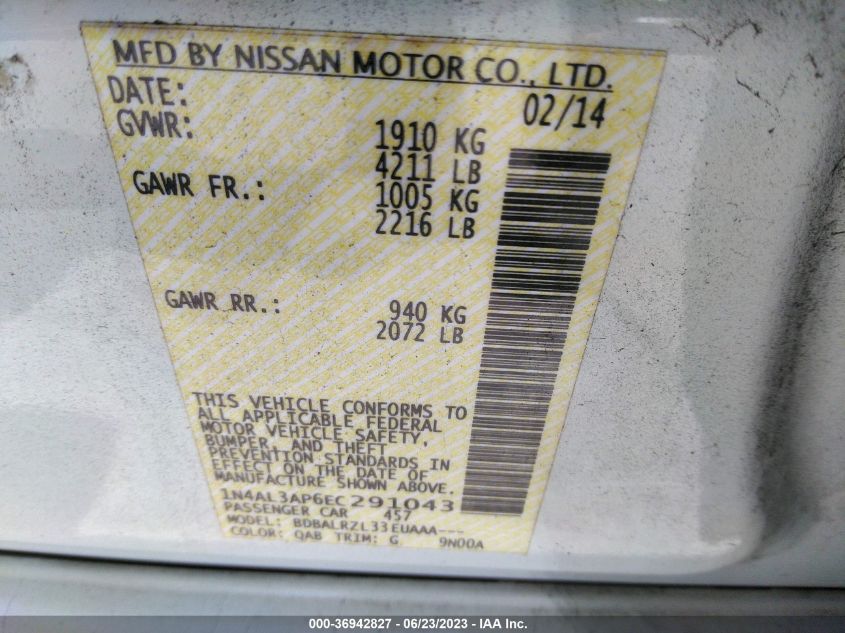 MFD BY NISSAN MOTOR CO., LTD.
DATE: 02/14
GVWR: 1910 KG
4211 LB
GAWR FR.: 1005 KG
2216 LB
GAWR RR.: 940 KG
2072 LB
THIS VEHICLE CONFORMS TO
ALL APPLICABLE FEDERAL
MOTOR VEHICLE SAFETY,
BUMPER, AND THEFT
PREVENTION STANDARDS IN
EFFECT ON THE DATE OF
MANUFACTURE SHOWN ABOVE.
1N4AL3AP6EC291043
PASSENGER CAR 457
MODEL: BDBALRZL33EUAAA---
COLOR: QAB TRIM: G 9N00A
000-36942827 / 06/23/2023 - IAA Inc.